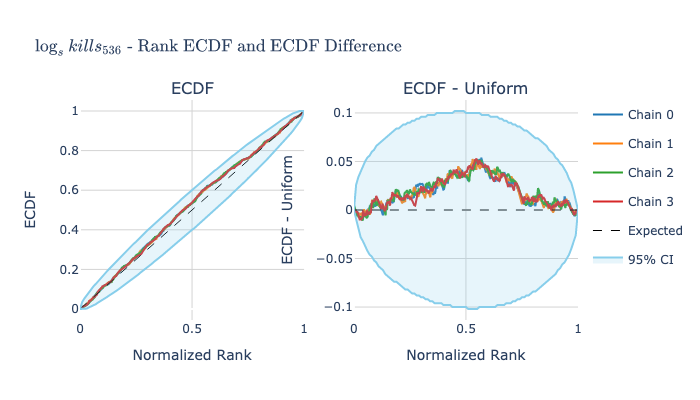 log_s kills_536 - Rank ECDF and ECDF Difference
ECDF
ECDF - Uniform
ECDF
1
0.8
0.6
0.4
0.2
0
0
0.5
1
Normalized Rank
ECDF - Uniform
0.1
0.05
0
−0.05
−0.1
0
0.5
1
Normalized Rank
Chain 0
Chain 1
Chain 2
Chain 3
Expected
95% CI